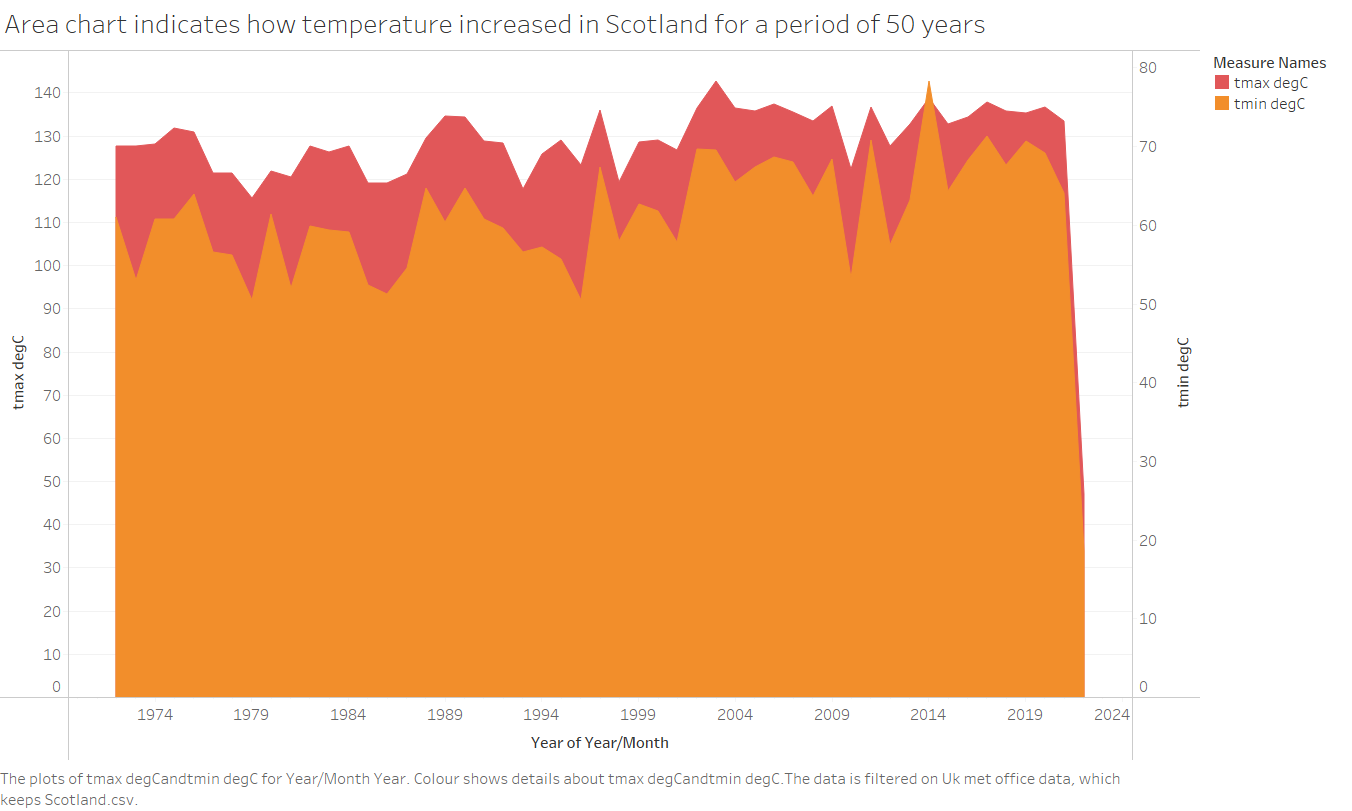 Area chart indicates how temperature increased in Scotland for a period of 50 years
Measure Names
tmax degC
tmin degC
140
130
120
110
100
90
80
70
60
50
40
30
20
10
0
tmax degC
80
70
60
50
40
30
20
10
0
tmin degC
1974 1979 1984 1989 1994 1999 2004 2009 2014 2019 2024
Year of Year/Month
The plots of tmax degCandtmin degC for Year/Month Year. Colour shows details about tmax degCandtmin degC.The data is filtered on Uk met office data, which
keeps Scotland.csv.